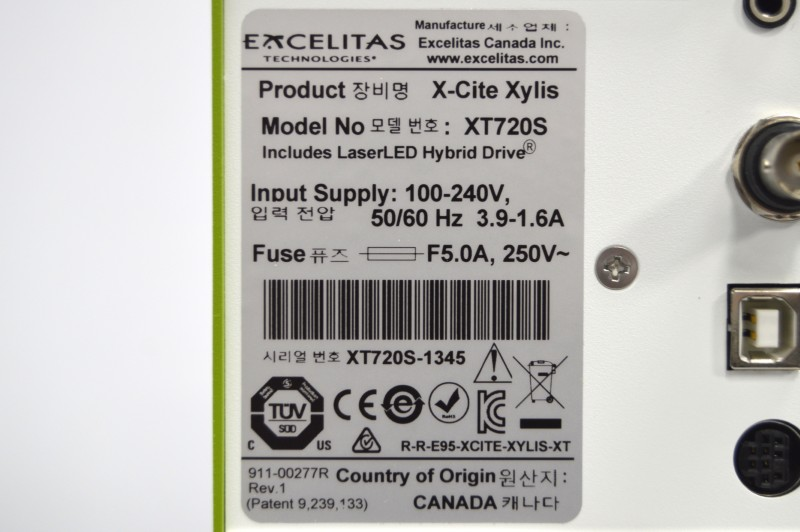 EXCELITAS
TECHNOLOGIES®
Manufacture 세 수 업 체 :
Excelitas Canada Inc.
www.excelitas.com
Product 장비명 X-Cite Xylis
Model No 모델 번호 : XT720S
Includes LaserLED Hybrid Drive®
Input Supply: 100-240V,
입력 전압 50/60 Hz 3.9-1.6A
Fuse 퓨즈 F5.0A, 250V~
시리얼 번호 XT720S-1345
TÜV
SÜD
C US
CE
RoHS
R-R-E95-XCITE-XYLIS-XT
911-00277R
Rev.1
(Patent 9,239,133)
Country of Origin 원산지 :
CANADA 캐나다